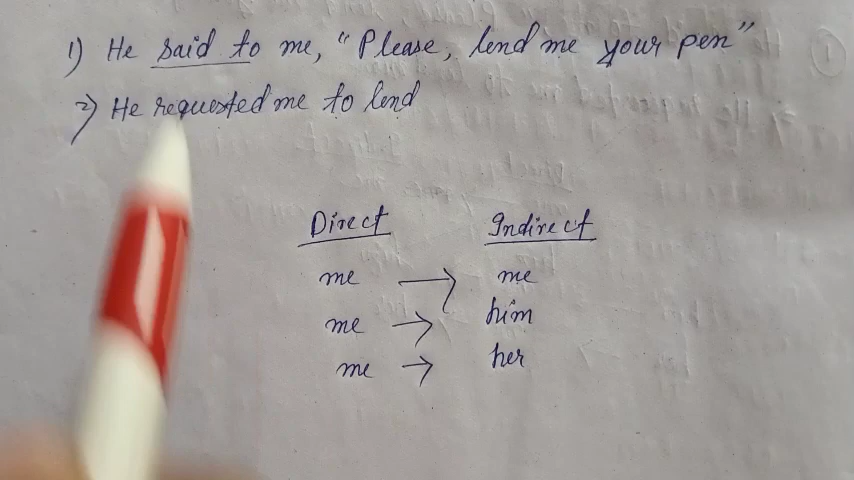 1) He said to me, "Please, lend me your pen"
2) He requested me to lend
Direct Indirect
me → me
me → him
me → her